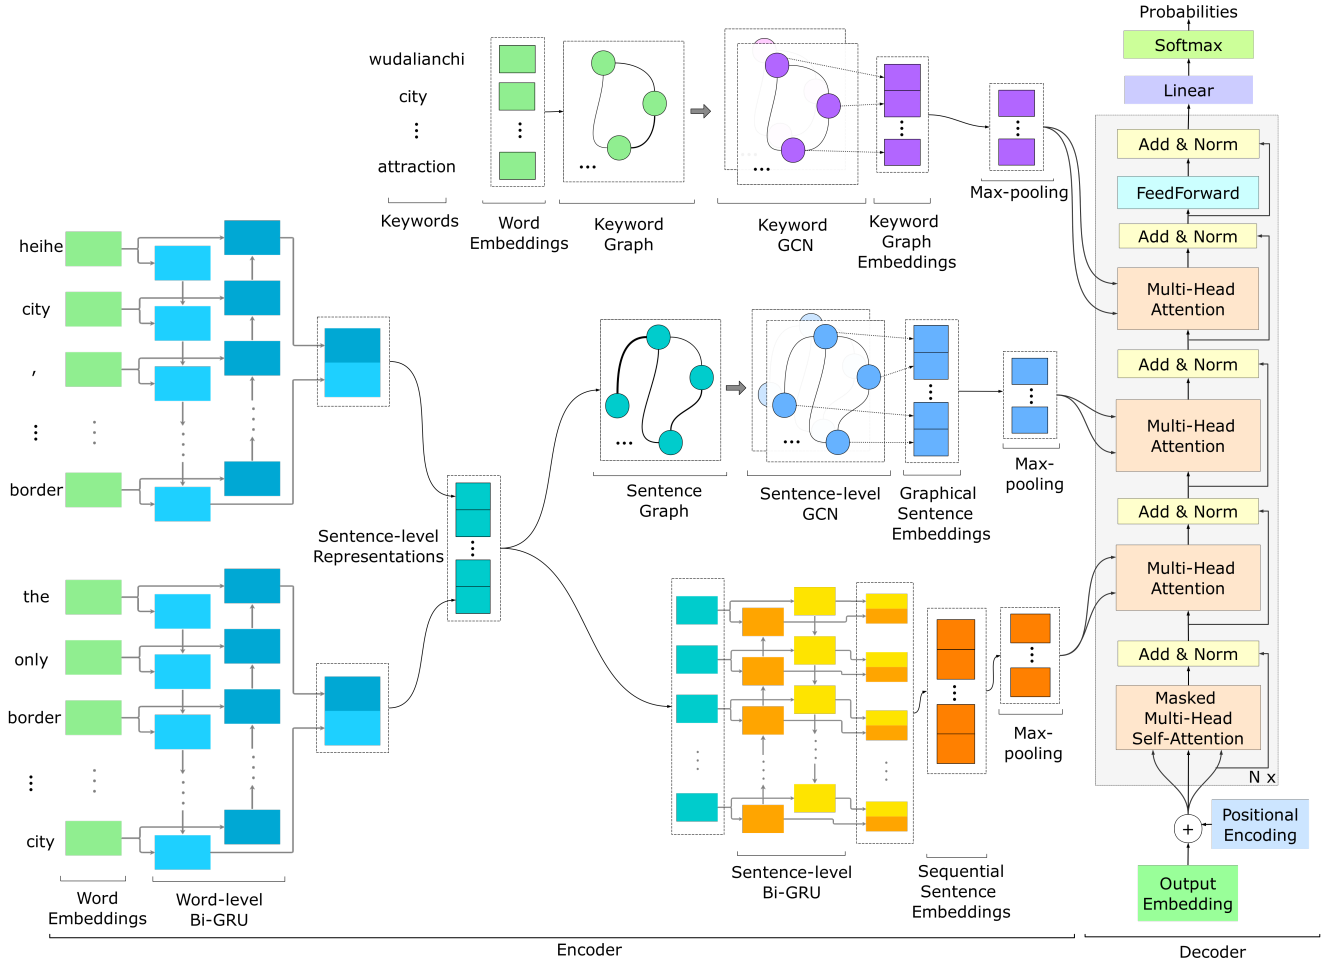 Probabilities
Softmax
Linear
Add & Norm
FeedForward
Add & Norm
Multi-Head
Attention
Add & Norm
Multi-Head
Attention
Add & Norm
Multi-Head
Attention
Add & Norm
Masked
Multi-Head
Self-Attention
N x
+
Positional
Encoding
Output
Embedding
Decoder
wudalianchi
city
...
attraction
Keywords
Word
Embeddings
Keyword
Graph
Keyword
GCN
Keyword
Graph
Embeddings
Max-pooling
heihe
city
,
...
border
Sentence-level
Representations
Sentence
Graph
Sentence-level
GCN
Graphical
Sentence
Embeddings
Max-
pooling
the
only
border
...
city
Word
Embeddings
Word-level
Bi-GRU
Sentence-level
Bi-GRU
Sequential
Sentence
Embeddings
Max-
pooling
Encoder